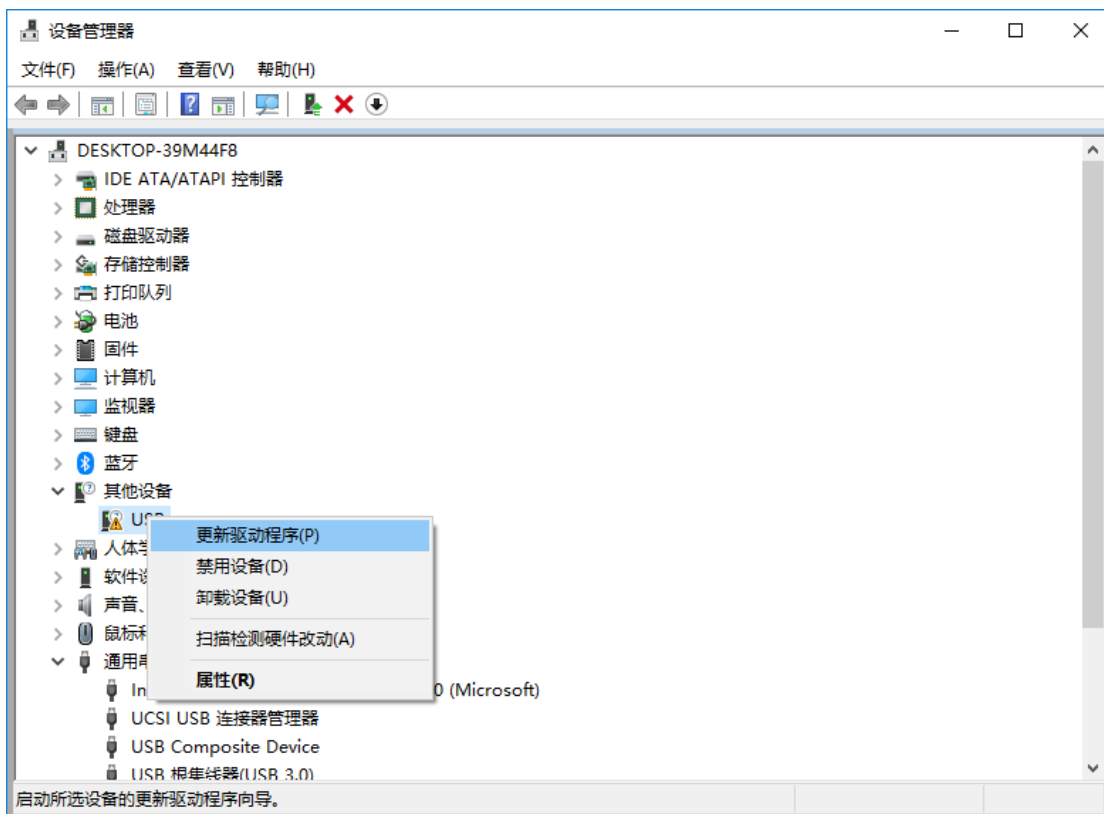 设备管理器
文件(F) 操作(A) 查看(V) 帮助(H)
DESKTOP-39M44F8
IDE ATA/ATAPI 控制器
处理器
磁盘驱动器
存储控制器
打印队列
电池
固件
计算机
监视器
键盘
蓝牙
其他设备
更新驱动程序(P)
人体
禁用设备(D)
软件
卸载设备(U)
声音、
鼠标
扫描检测硬件改动(A)
通用
属性(R)
In
0 (Microsoft)
UCSI USB 连接器管理器
USB Composite Device
USB 根集线器(USB 3.0)
启动所选设备的更新驱动程序向导。